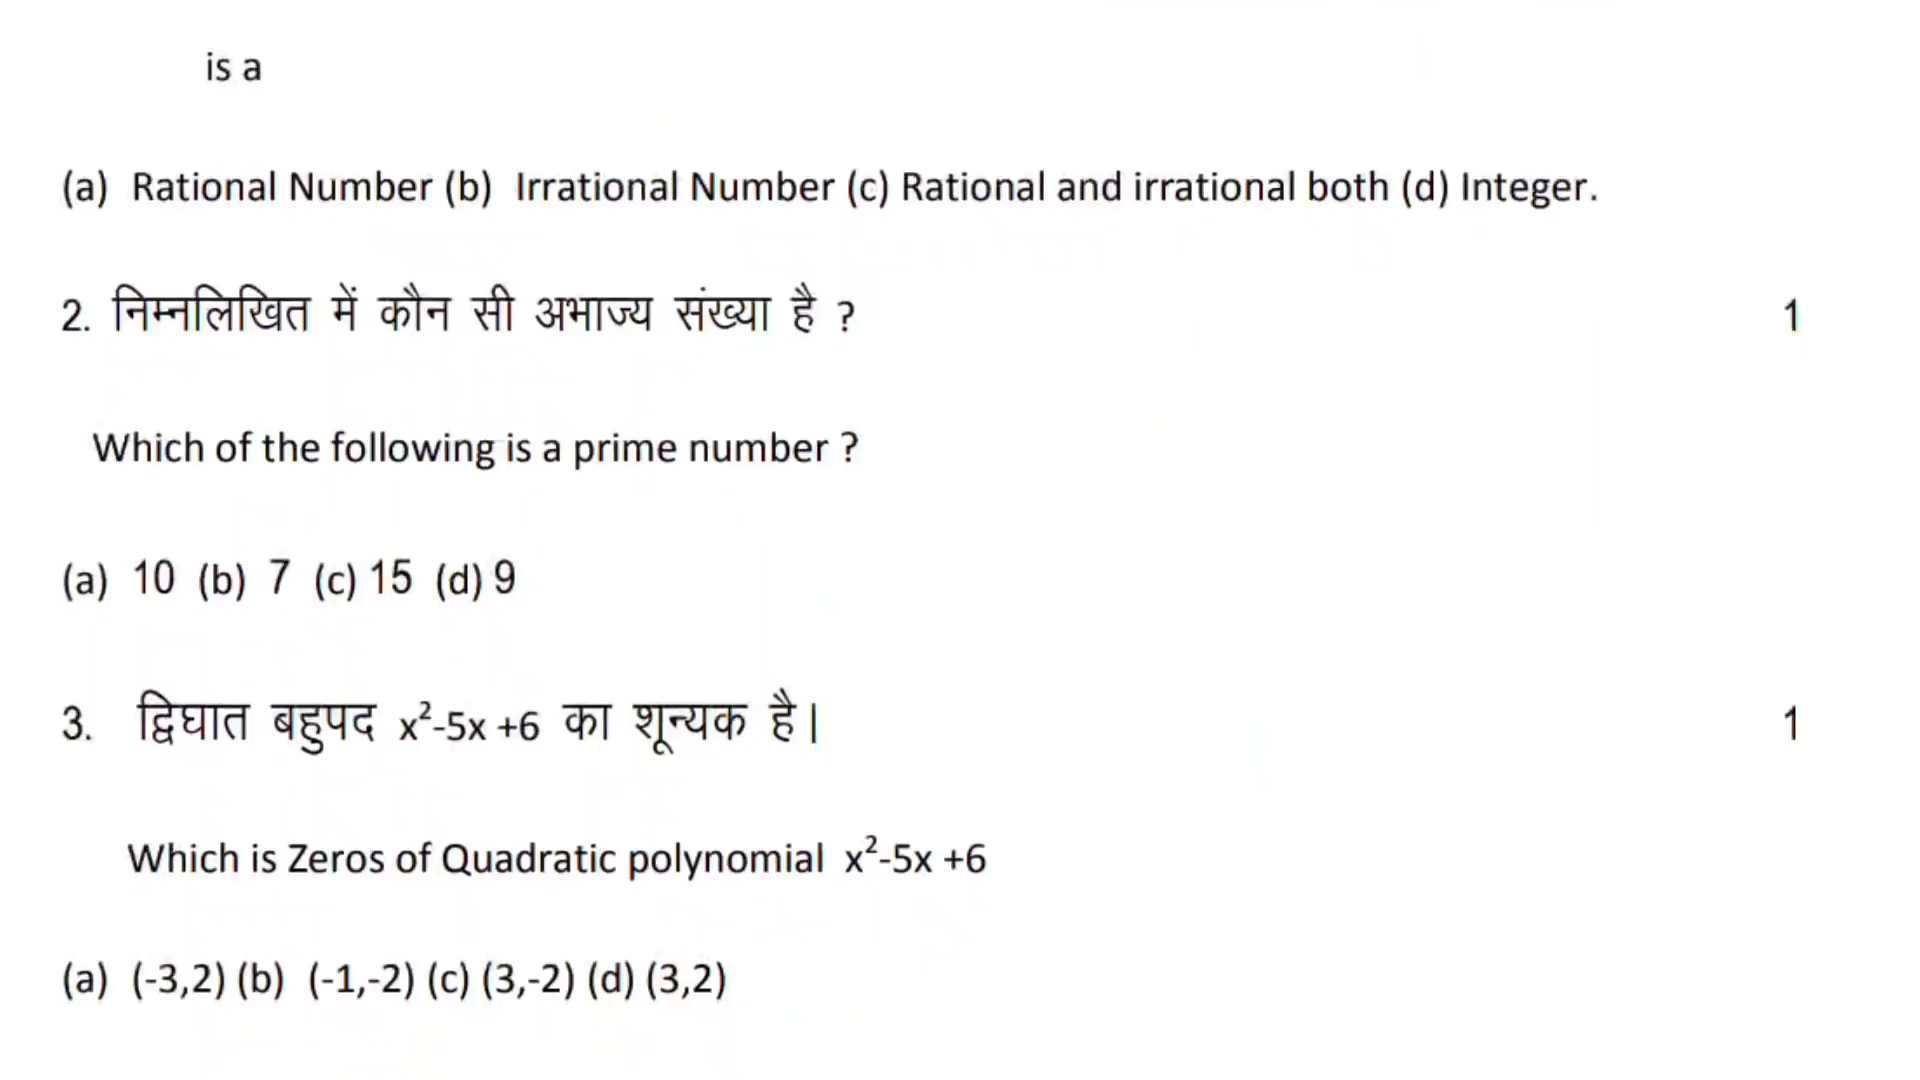 is a
(a) Rational Number (b) Irrational Number (c) Rational and irrational both (d) Integer.
2. निम्नलिखित में कौन सी अभाज्य संख्या है ? 1
Which of the following is a prime number ?
(a) 10 (b) 7 (c) 15 (d) 9
3. द्विघात बहुपद x²-5x +6 का शून्यक है| 1
Which is Zeros of Quadratic polynomial x²-5x +6
(a) (-3,2) (b) (-1,-2) (c) (3,-2) (d) (3,2)